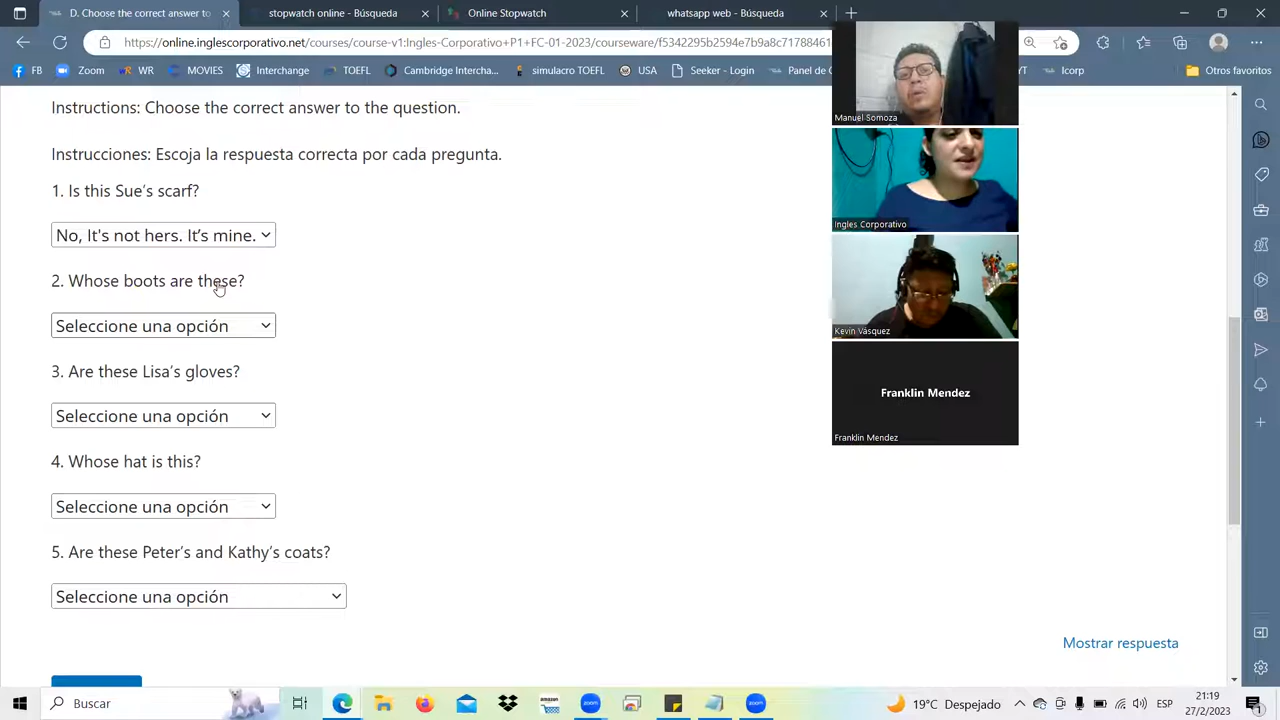 D. Choose the correct answer to
stopwatch online - Búsqueda
Online Stopwatch
whatsapp web - Búsqueda
https://online.inglescorporativo.net/courses/course-v1:Ingles-Corporativo+P1+FC-01-2023/courseware/f5342295b2594e7b9a8c71788461
FB
Zoom
WR
MOVIES
Interchange
TOEFL
Cambridge Intercha...
simulacro TOEFL
USA
Seeker - Login
Panel de C
YT
Icorp
Otros favoritos
Instructions: Choose the correct answer to the question.
Instrucciones: Escoja la respuesta correcta por cada pregunta.
1. Is this Sue's scarf?
No, It's not hers. It's mine.
2. Whose boots are these?
Seleccione una opción
3. Are these Lisa's gloves?
Seleccione una opción
4. Whose hat is this?
Seleccione una opción
5. Are these Peter's and Kathy's coats?
Seleccione una opción
Mostrar respuesta
Manuel Somoza
Ingles Corporativo
Kevin Vasquez
Franklin Mendez
Franklin Mendez
Buscar
19°C Despejado
ESP
21:19
27/2/2023